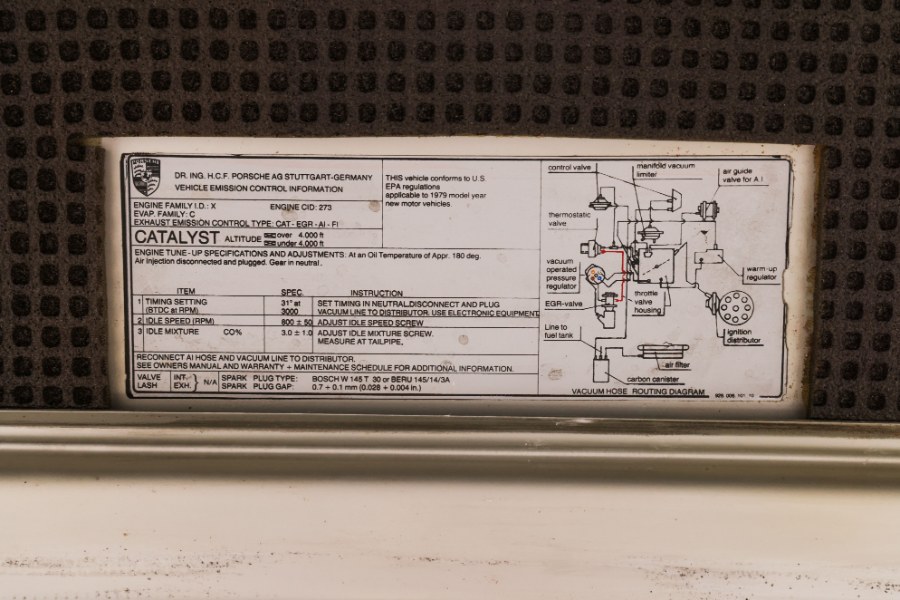 PORSCHE
DR. ING. H.C.F. PORSCHE AG STUTTGART-GERMANY
VEHICLE EMISSION CONTROL INFORMATION
THIS vehicle conforms to U.S.
EPA regulations
applicable to 1979 model year
new motor vehicles.
ENGINE FAMILY I.D.: X ENGINE CID: 273
EVAP. FAMILY: C
EXHAUST EMISSION CONTROL TYPE: CAT - EGR - AI - FI
CATALYST ALTITUDE over 4.000 ft
under 4.000 ft
ENGINE TUNE-UP SPECIFICATIONS AND ADJUSTMENTS: At an Oil Temperature of Appr. 180 deg.
Air Injection disconnected and plugged. Gear in neutral.
ITEM SPEC. INSTRUCTION
1 TIMING SETTING 31° at SET TIMING IN NEUTRAL.DISCONNECT AND PLUG
(BTDC at RPM) 3000 VACUUM LINE TO DISTRIBUTOR. USE ELECTRONIC EQUIPMENT
2 IDLE SPEED (RPM) 800 ± 50 ADJUST IDLE SPEED SCREW
3 IDLE MIXTURE CO% 3.0 ± 1.0 ADJUST IDLE MIXTURE SCREW.
MEASURE AT TAILPIPE.
RECONNECT AI HOSE AND VACUUM LINE TO DISTRIBUTOR.
SEE OWNERS MANUAL AND WARRANTY + MAINTENANCE SCHEDULE FOR ADDITIONAL INFORMATION.
VALVE INT.- N/A SPARK PLUG TYPE: BOSCH W 145 T 30 or BERU 145/14/3A
LASH EXH. SPARK PLUG GAP: 0.7 + 0.1 mm (0.028 + 0.004 in.)
control valve
manifold vacuum
limiter
air guide
valve for A.I
thermostatic
valve
vacuum
operated
pressure
regulator
warm-up
regulator
EGR-valve
throttle
valve
housing
Line to
fuel tank
ignition
distributor
air filter
carbon canister
VACUUM HOSE ROUTING DIAGRAM